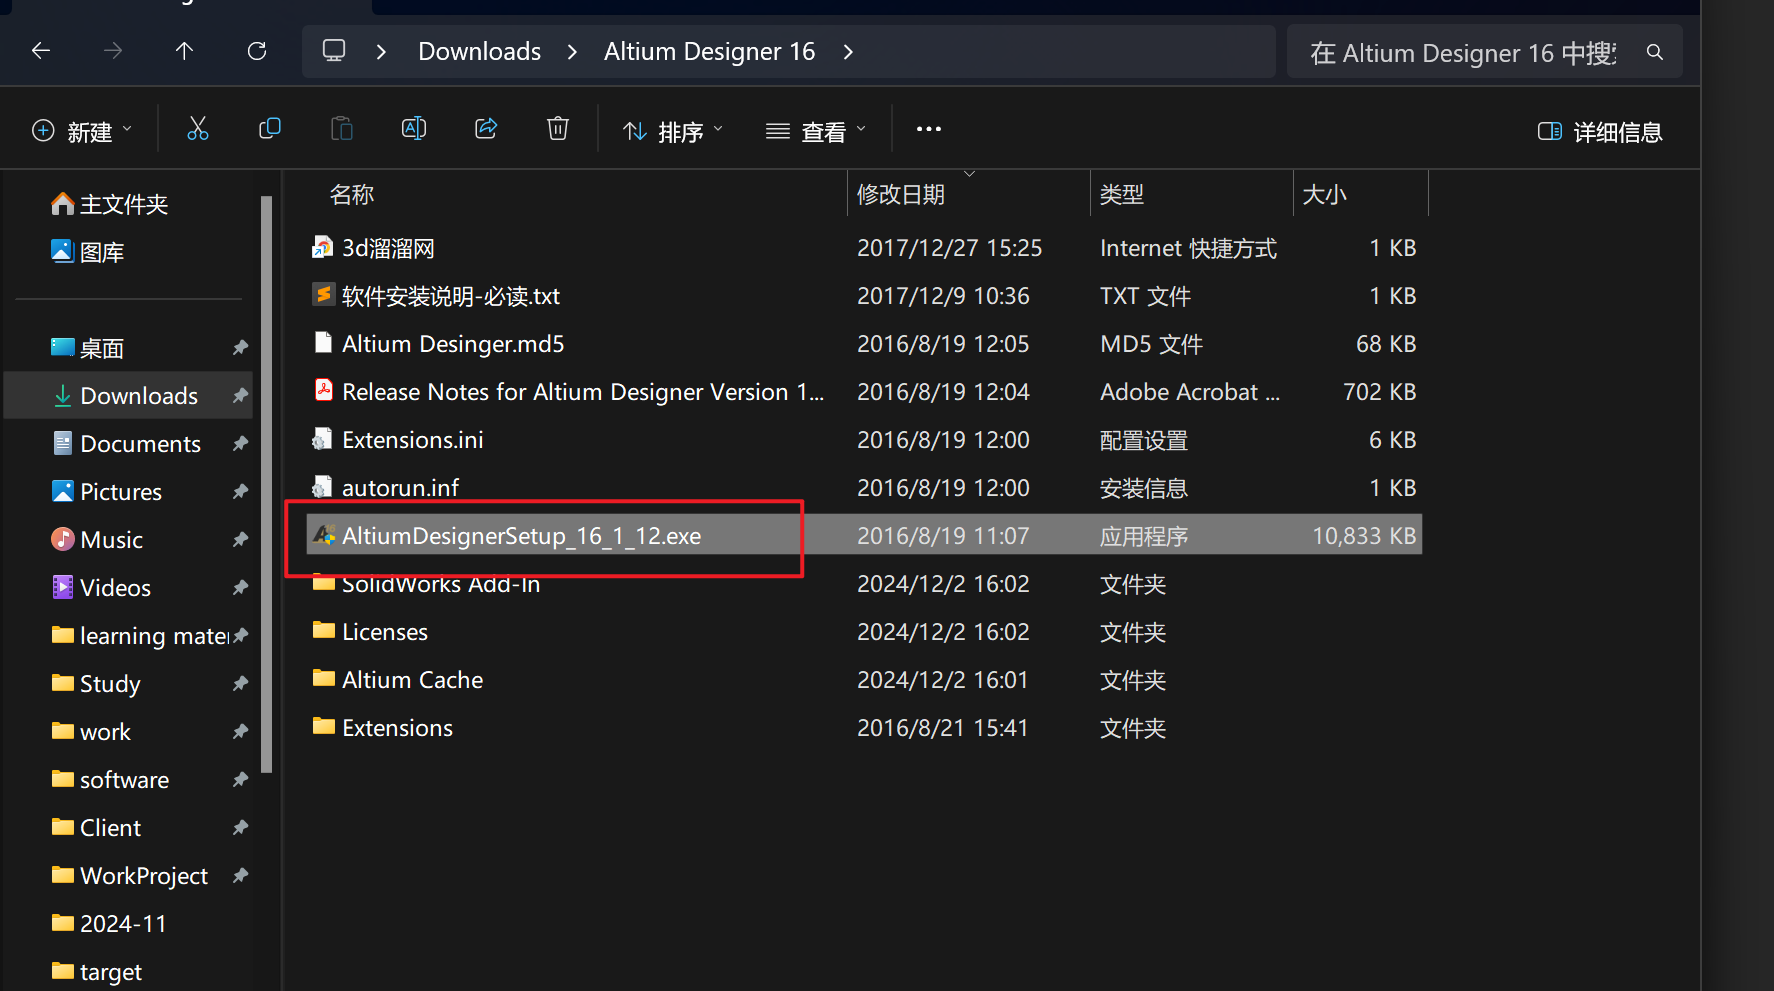 Downloads
Altium Designer 16
在 Altium Designer 16 中搜
新建
排序
查看
详细信息
主文件夹
图库
桌面
Downloads
Documents
Pictures
Music
Videos
learning mater
Study
work
software
Client
WorkProject
2024-11
target
名称 修改日期 类型 大小
3d溜溜网 2017/12/27 15:25 Internet 快捷方式 1 KB
软件安装说明-必读.txt 2017/12/9 10:36 TXT 文件 1 KB
Altium Desinger.md5 2016/8/19 12:05 MD5 文件 68 KB
Release Notes for Altium Designer Version 1... 2016/8/19 12:04 Adobe Acrobat ... 702 KB
Extensions.ini 2016/8/19 12:00 配置设置 6 KB
autorun.inf 2016/8/19 12:00 安装信息 1 KB
AltiumDesignerSetup_16_1_12.exe 2016/8/19 11:07 应用程序 10,833 KB
SolidWorks Add-In 2024/12/2 16:02 文件夹
Licenses 2024/12/2 16:02 文件夹
Altium Cache 2024/12/2 16:01 文件夹
Extensions 2016/8/21 15:41 文件夹